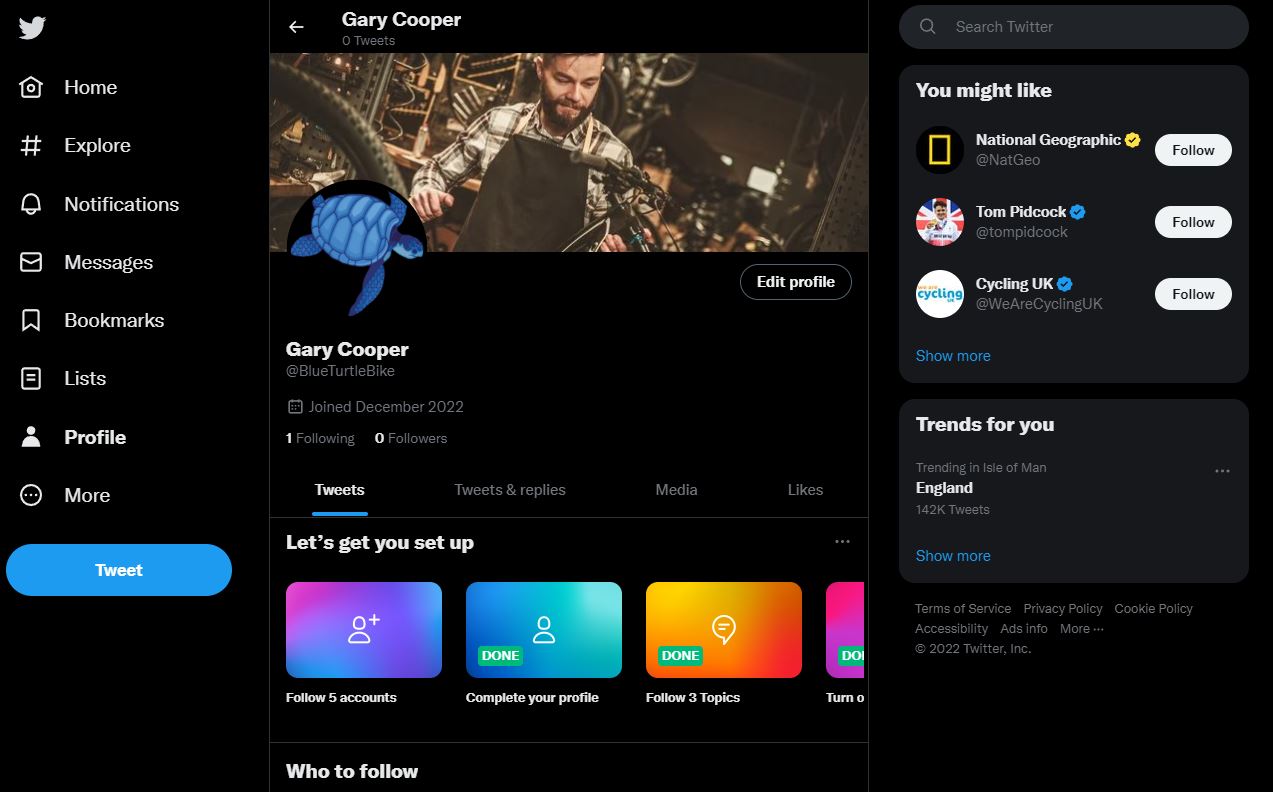 Home
Explore
Notifications
Messages
Bookmarks
Lists
Profile
More
Tweet
Gary Cooper
0 Tweets
Edit profile
Gary Cooper
@BlueTurtleBike
Joined December 2022
1 Following 0 Followers
Tweets Tweets & replies Media Likes
Let's get you set up
DONE DONE DO
Follow 5 accounts Complete your profile Follow 3 Topics Turn o
Who to follow
Search Twitter
You might like
National Geographic
@NatGeo
Follow
Tom Pidcock
@tompidcock
Follow
we are
cycling
UK
Cycling UK
@WeAreCyclingUK
Follow
Show more
Trends for you
Trending in Isle of Man
England
142K Tweets
Show more
Terms of Service Privacy Policy Cookie Policy
Accessibility Ads info More ···
© 2022 Twitter, Inc.